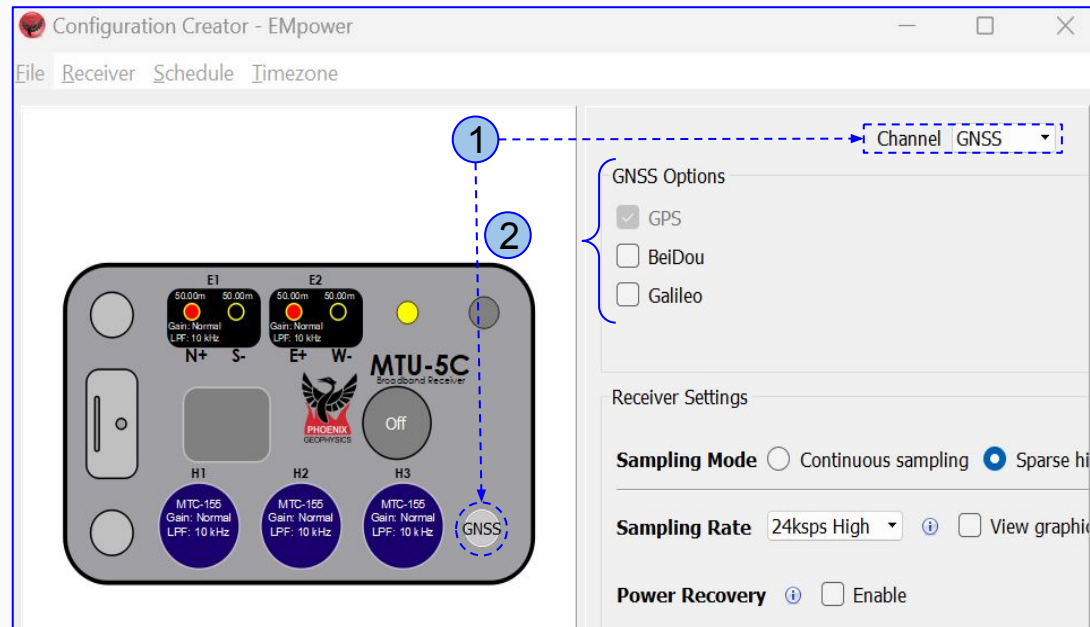 Configuration Creator - EMpower
File Receiver Schedule Timezone
1
Channel GNSS
GNSS Options
GPS
2
BeiDou
Galileo
E1 E2
50.00m 50.00m 50.00m 50.00m
Gain: Normal Gain: Normal
LPF: 10 kHz LPF: 10 kHz
N+ S- E+ W-
MTU-5C
Broadband Receiver
Off
PHOENIX
GEOPHYSICS
H1 H2 H3
MTC-155 MTC-155 MTC-155
Gain: Normal Gain: Normal Gain: Normal
LPF: 10 kHz LPF: 10 kHz LPF: 10 kHz
GNSS
Receiver Settings
Sampling Mode Continuous sampling Sparse hi
Sampling Rate 24ksps High View graphic
Power Recovery Enable